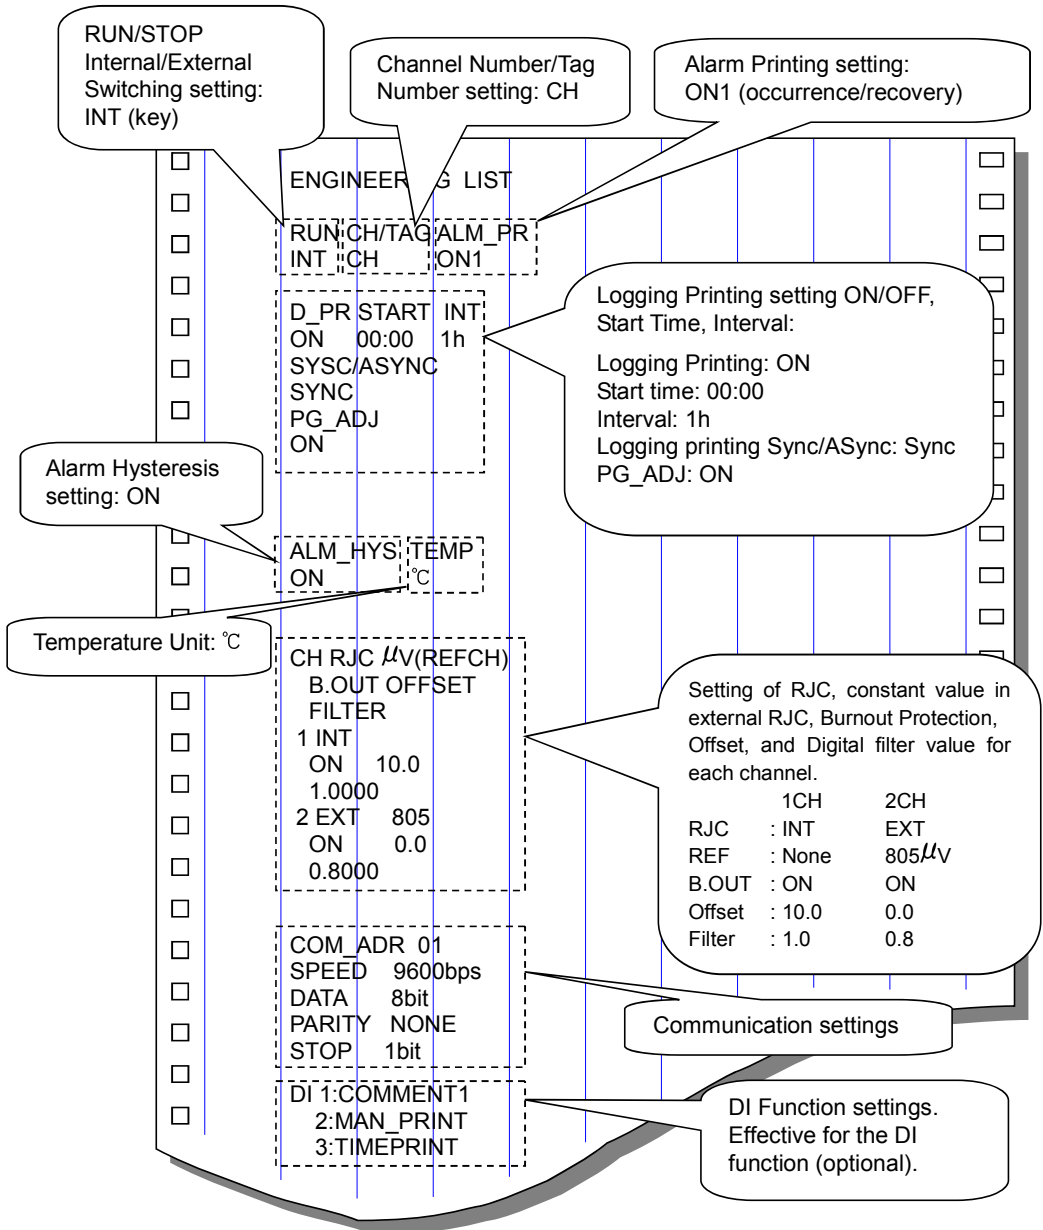 RUN/STOP
Internal/External
Switching setting:
INT (key)
Channel Number/Tag
Number setting: CH
Alarm Printing setting:
ON1 (occurrence/recovery)
ENGINEER G LIST
RUN CH/TAG ALM_PR
INT CH ON1
Logging Printing setting ON/OFF,
Start Time, Interval:
Logging Printing: ON
Start time: 00:00
Interval: 1h
Logging printing Sync/ASync: Sync
PG_ADJ: ON
D_PR START INT
ON 00:00 1h
SYSC/ASYNC
SYNC
PG_ADJ
ON
Alarm Hysteresis
setting: ON
ALM_HYS TEMP
ON ℃
Temperature Unit: ℃
CH RJC μV(REFCH)
B.OUT OFFSET
FILTER
1 INT
ON 10.0
1.0000
2 EXT 805
ON 0.0
0.8000
Setting of RJC, constant value in
external RJC, Burnout Protection,
Offset, and Digital filter value for
each channel.
1CH 2CH
RJC : INT EXT
REF : None 805μV
B.OUT : ON ON
Offset : 10.0 0.0
Filter : 1.0 0.8
COM_ADR 01
SPEED 9600bps
DATA 8bit
PARITY NONE
STOP 1bit
Communication settings
DI 1:COMMENT1
2:MAN_PRINT
3:TIMEPRINT
DI Function settings.
Effective for the DI
function (optional).